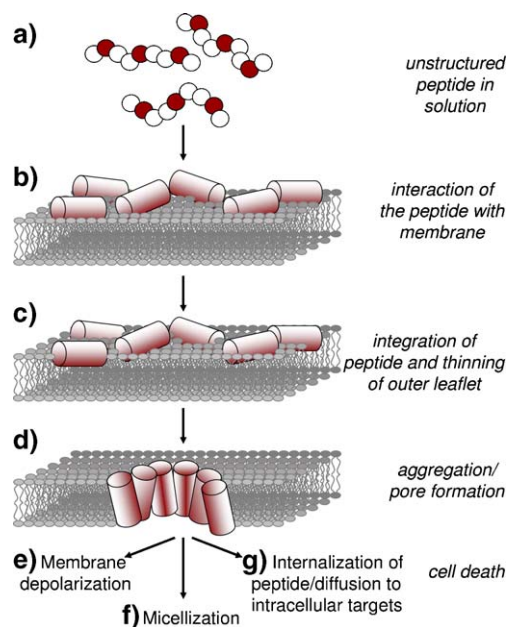 a)
unstructured
peptide in
solution
b)
interaction of
the peptide with
membrane
c)
integration of
peptide and thinning
of outer leaflet
d)
aggregation/
pore formation
e) Membrane
depolarization
f) Micellization
g) Internalization of
peptide/diffusion to
intracellular targets
cell death